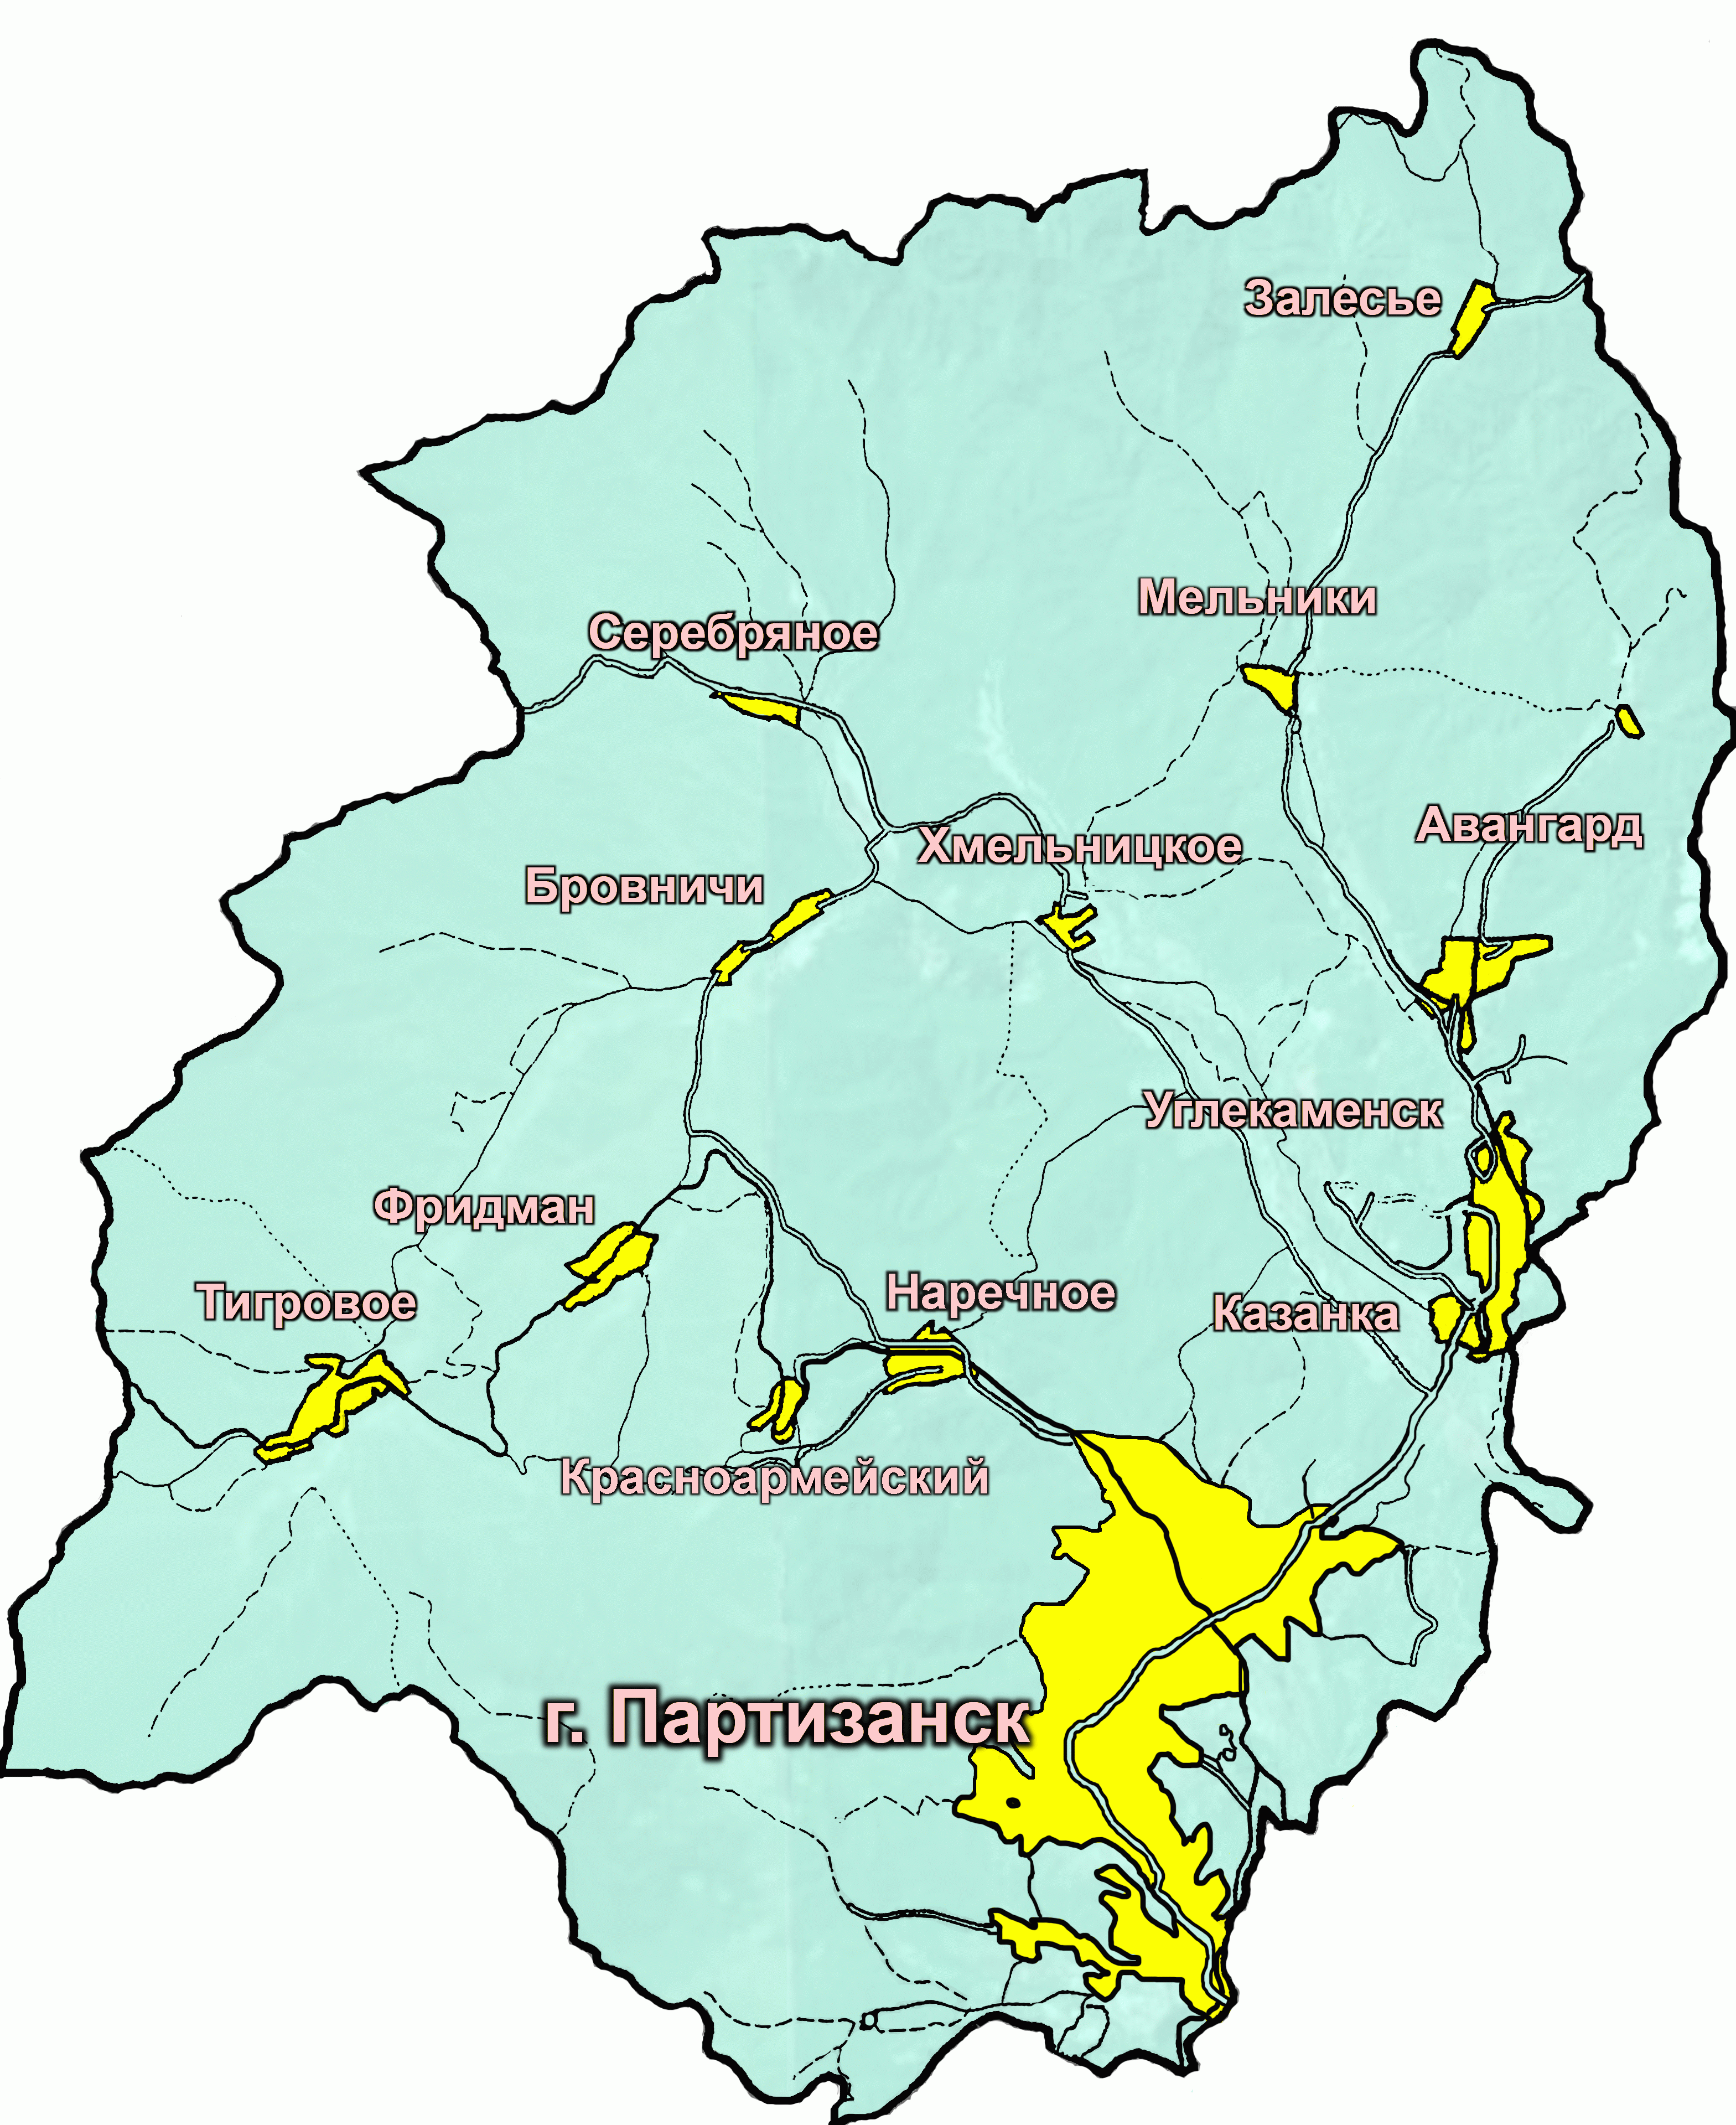 Залесье
Мельники
Серебряное
Авангард
Хмельницкое
Бровничи
Углекаменск
Фридман
Наречное
Тигровое
Казанка
Красноармейский
г. Партизанск